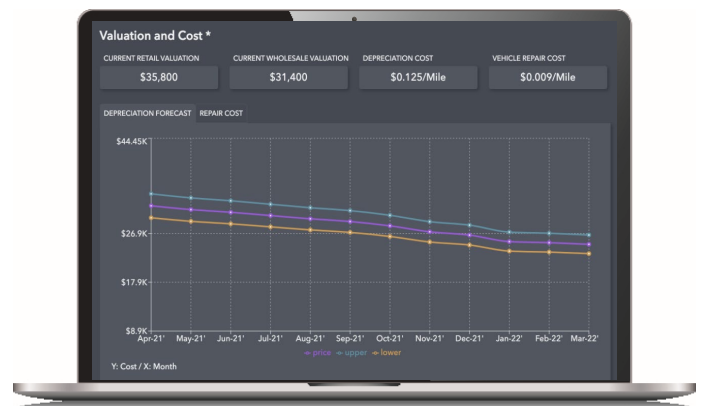 Valuation and Cost *
CURRENT RETAIL VALUATION
$35,800
CURRENT WHOLESALE VALUATION
$31,400
DEPRECIATION COST
$0.125/Mile
VEHICLE REPAIR COST
$0.009/Mile
DEPRECIATION FORECAST REPAIR COST
$44.45K
$26.9K
$17.9K
$8.9K
Apr-21' May-21' Jun-21' Jul-21' Aug-21' Sep-21' Oct-21' Nov-21' Dec-21' Jan-22' Feb-22' Mar-22'
price upper lower
Y: Cost / X: Month